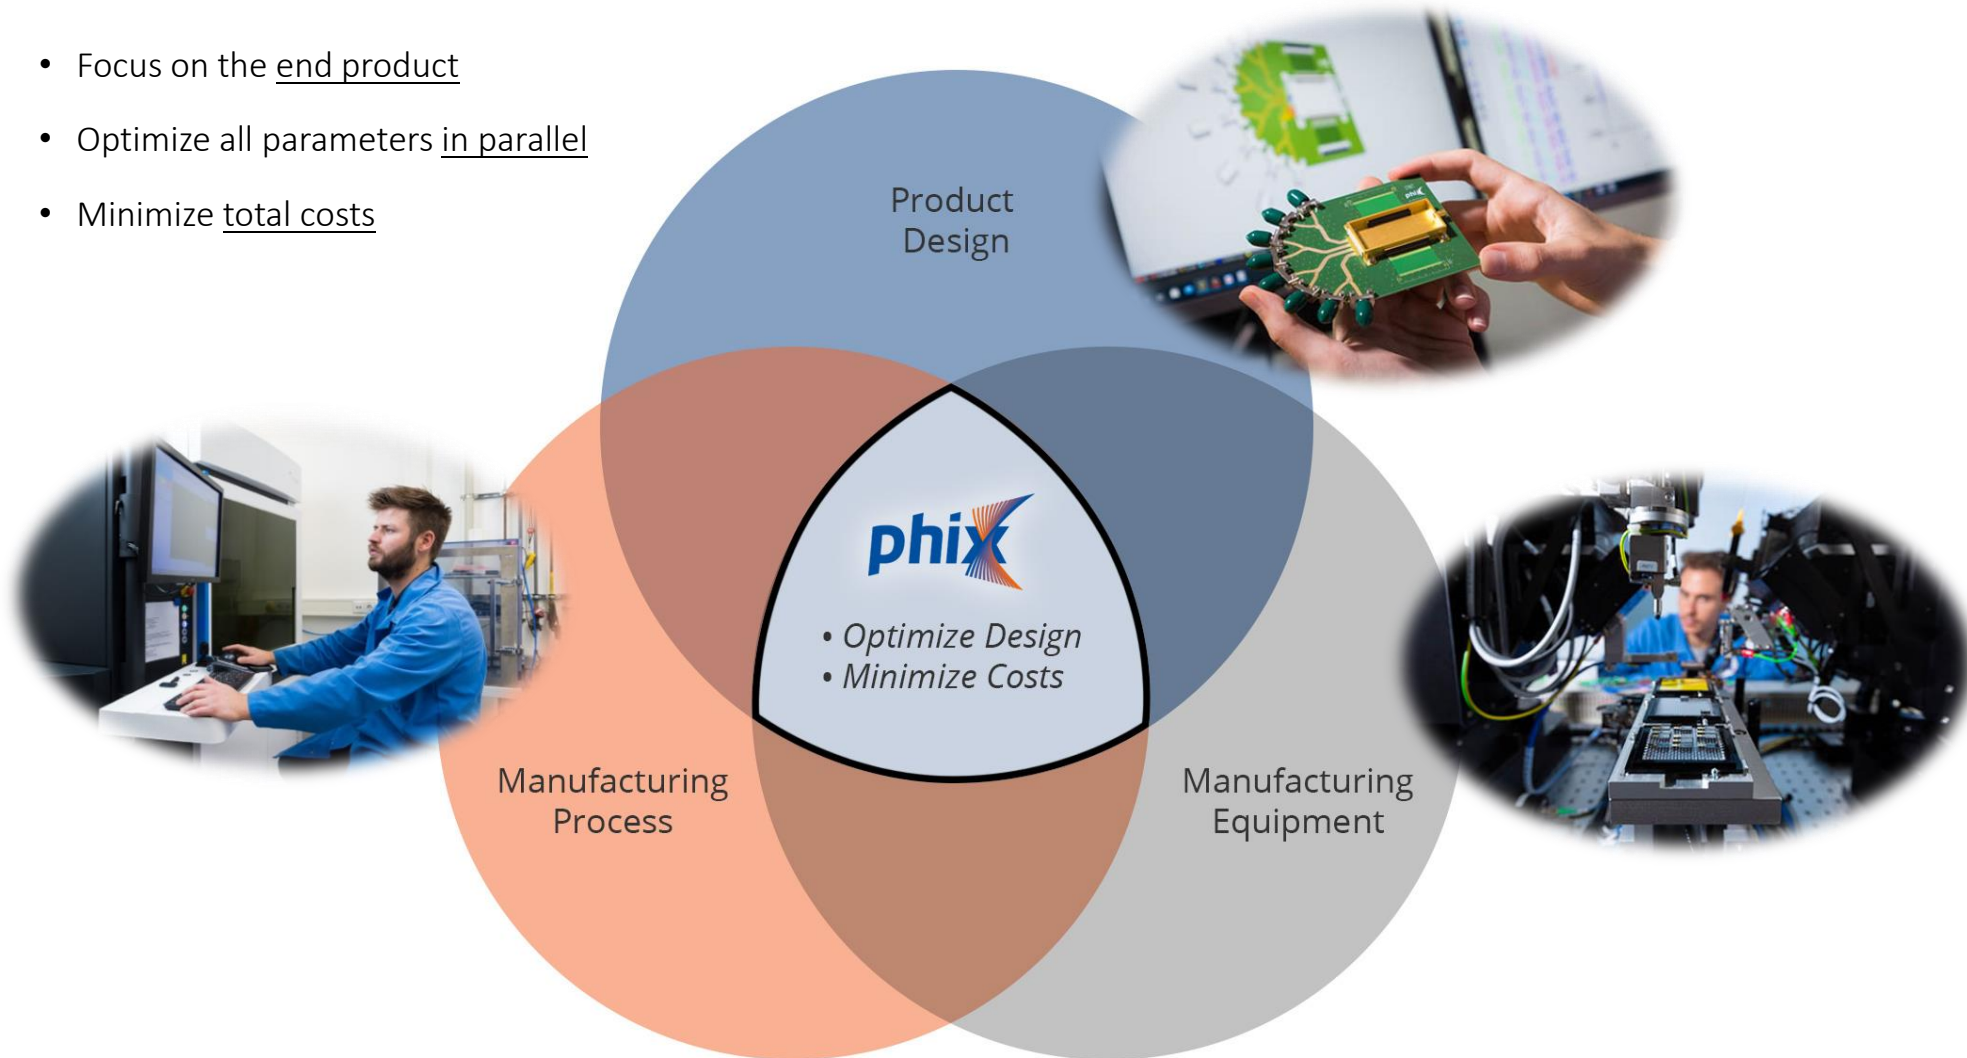 • Focus on the end product
• Optimize all parameters in parallel
• Minimize total costs
Product
Design
phix
phix
• Optimize Design
• Minimize Costs
Manufacturing
Process
Manufacturing
Equipment